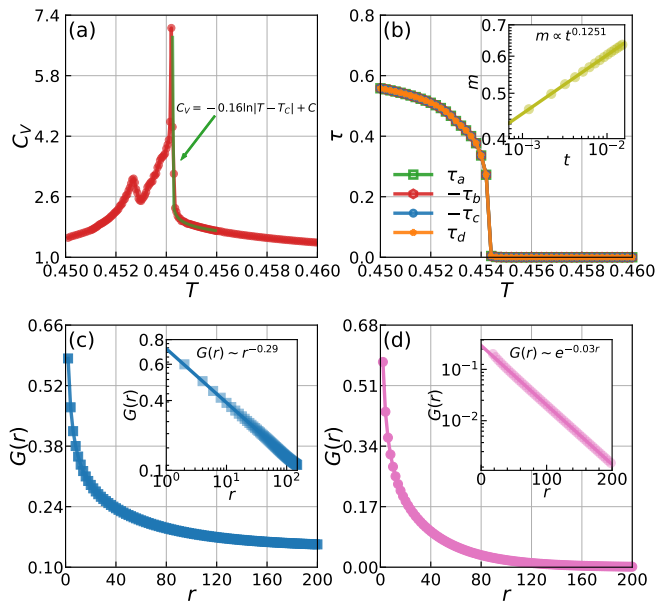 (a)
7.4
5.8
4.2
2.6
1.0
C_V
C_V = −0.16ln|T − T_C| + C
0.450 0.452 0.454 0.456 0.458 0.460
T
(b)
0.8
0.6
0.4
0.2
0.0
τ
τ_a
−τ_b
−τ_c
τ_d
m ∝ t^0.1251
0.7
0.5
0.4
m
10^−3 10^−2
t
0.450 0.452 0.454 0.456 0.458 0.460
T
(c)
0.66
0.52
0.38
0.24
0.10
G(r)
G(r) ~ r^−0.29
0.8
0.6
0.4
0.1
G(r)
10^0 10^1 10^2
r
0 40 80 120 160 200
r
(d)
0.68
0.51
0.34
0.17
0.00
G(r)
G(r) ~ e^−0.03r
10^−1
10^−2
G(r)
0 100 200
r
0 40 80 120 160 200
r